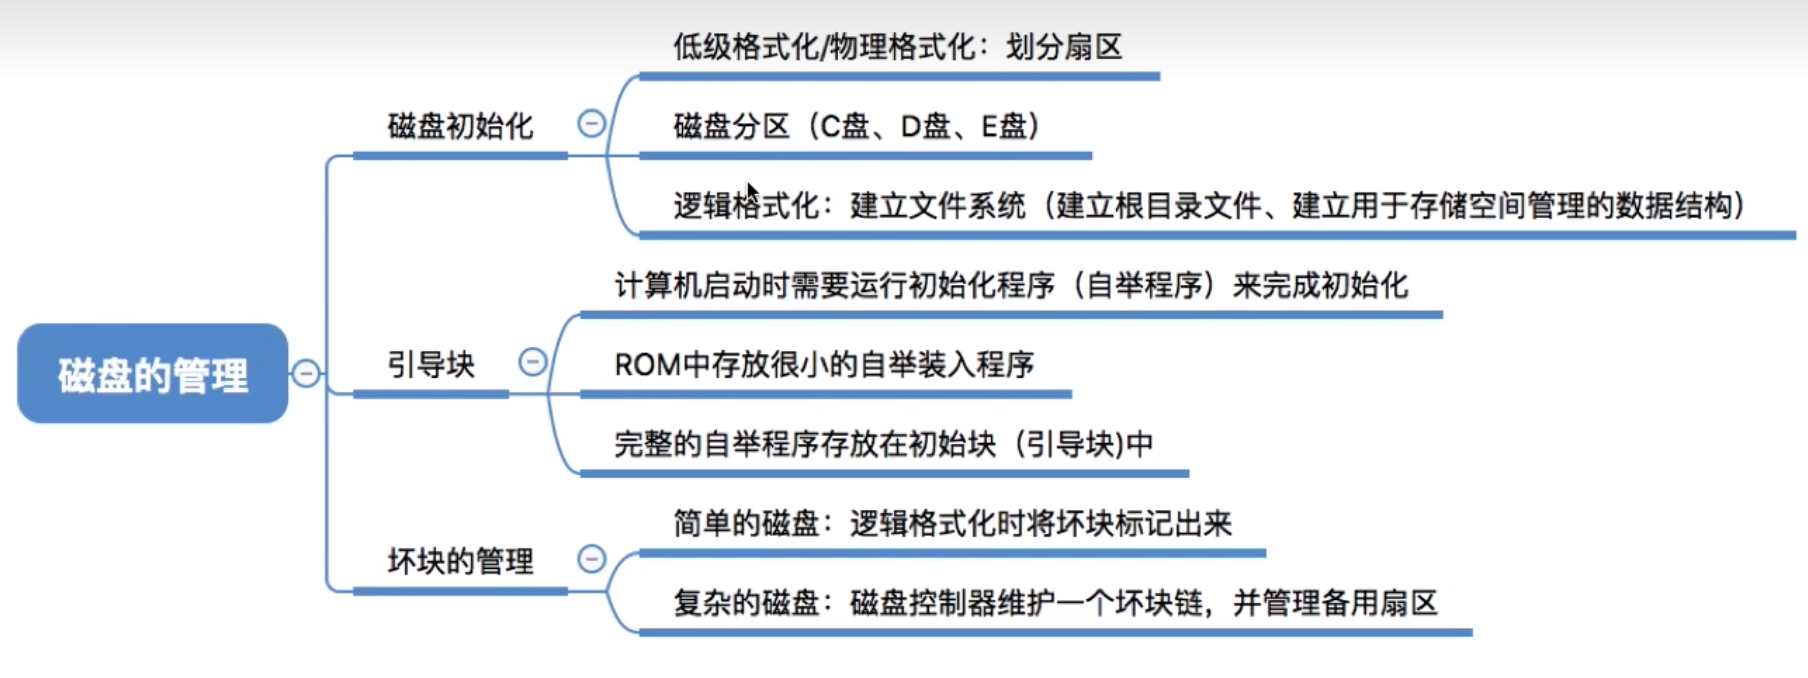 磁盘的管理
磁盘初始化
低级格式化/物理格式化：划分扇区
磁盘分区（C盘、D盘、E盘）
逻辑格式化：建立文件系统（建立根目录文件、建立用于存储空间管理的数据结构）
引导块
计算机启动时需要运行初始化程序（自举程序）来完成初始化
ROM中存放很小的自举装入程序
完整的自举程序存放在初始块（引导块)中
坏块的管理
简单的磁盘：逻辑格式化时将坏块标记出来
复杂的磁盘：磁盘控制器维护一个坏块链，并管理备用扇区